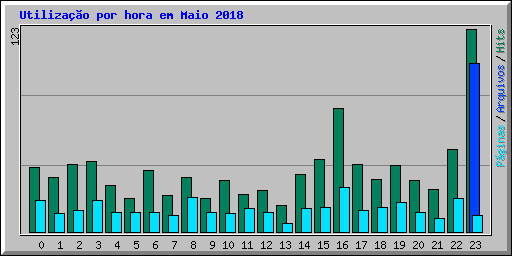 Utilização por hora em Maio 2018
123
Páginas / Arquivos / Hits
0 1 2 3 4 5 6 7 8 9 10 11 12 13 14 15 16 17 18 19 20 21 22 23